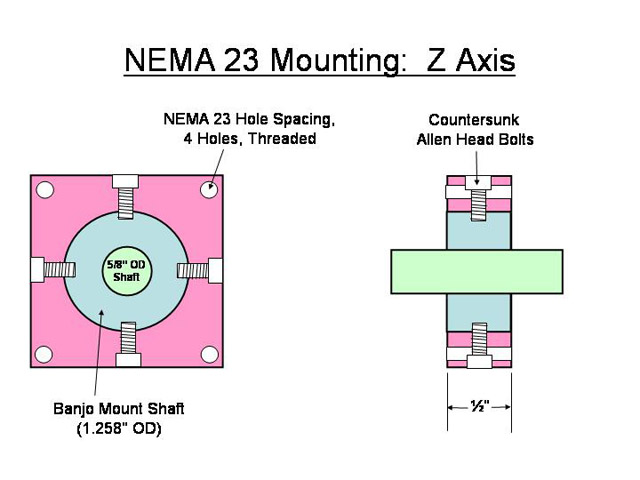 NEMA 23 Mounting:  Z Axis
NEMA 23 Hole Spacing,
4 Holes, Threaded
Countersunk
Allen Head Bolts
5/8" OD
Shaft
Banjo Mount Shaft
(1.258" OD)
½"